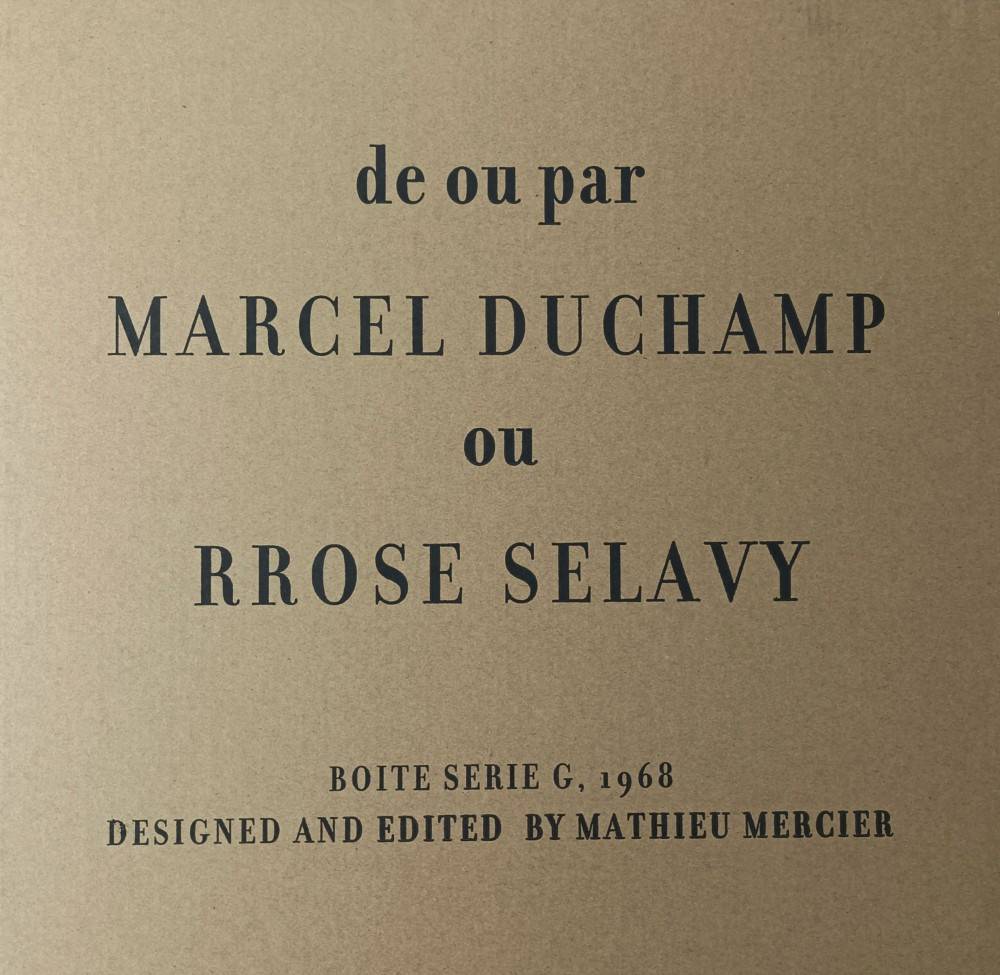 de ou par
MARCEL DUCHAMP
ou
RROSE SELAVY
BOITE SERIE G, 1968
DESIGNED AND EDITED BY MATHIEU MERCIER